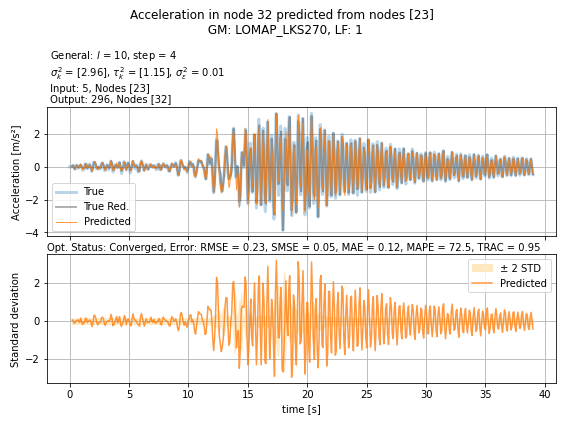 Acceleration in node 32 predicted from nodes [23]
GM: LOMAP_LKS270, LF: 1
General: l = 10, step = 4
σ²ₖ = [2.96], τ²ₖ = [1.15], σ²ε = 0.01
Input: 5, Nodes [23]
Output: 296, Nodes [32]
Acceleration [m/s²]
2
0
−2
−4
True
True Red.
Predicted
Opt. Status: Converged, Error: RMSE = 0.23, SMSE = 0.05, MAE = 0.12, MAPE = 72.5, TRAC = 0.95
Standard deviation
2
0
−2
± 2 STD
Predicted
0 5 10 15 20 25 30 35 40
time [s]